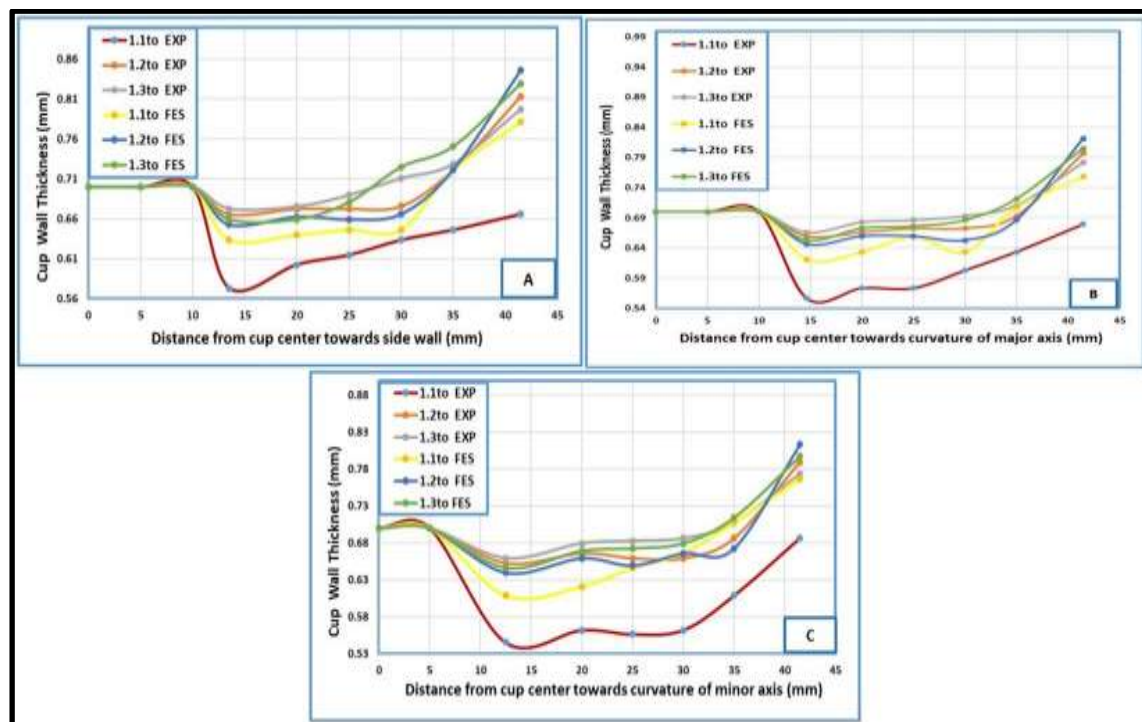 1.1to EXP
1.2to EXP
1.3to EXP
1.1to FES
1.2to FES
1.3to FES
Cup Wall Thickness (mm)
0.86
0.81
0.76
0.71
0.66
0.61
0.56
0 5 10 15 20 25 30 35 40 45
Distance from cup center towards side wall (mm)
A
1.1to EXP
1.2to EXP
1.3to EXP
1.1to FES
1.2to FES
1.3to FES
Cup Wall Thickness (mm)
0.99
0.94
0.89
0.84
0.79
0.74
0.69
0.64
0.59
0.54
0 5 10 15 20 25 30 35 40 45
Distance from cup center towards curvature of major axis (mm)
B
1.1to EXP
1.2to EXP
1.3to EXP
1.1to FES
1.2to FES
1.3to FES
Cup Wall Thickness (mm)
0.88
0.83
0.78
0.73
0.68
0.63
0.58
0.53
0 5 10 15 20 25 30 35 40 45
Distance from cup center towards curvature of minor axis (mm)
C